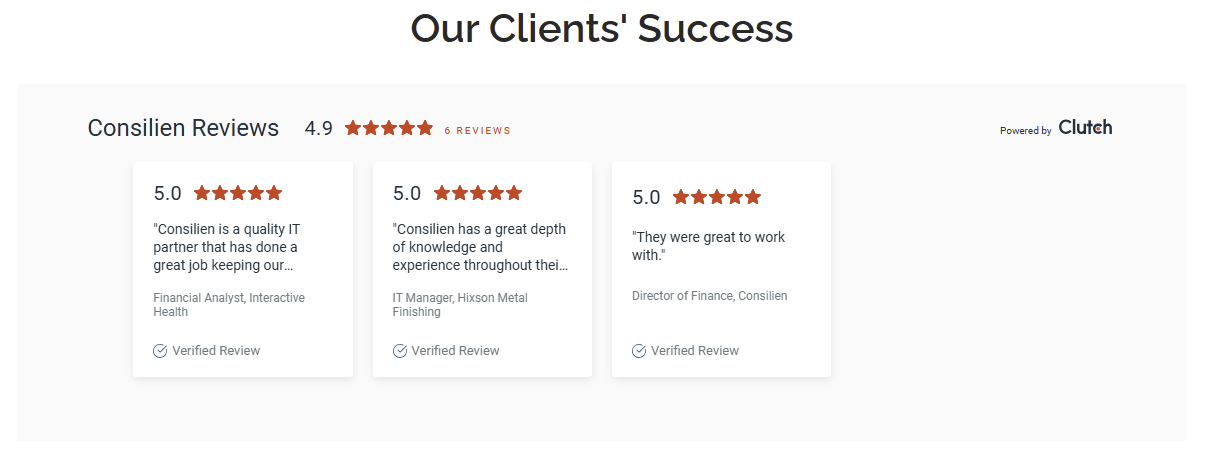 Our Clients' Success
Consilien Reviews 4.9 6 REVIEWS
Powered by Clutch
5.0
"Consilien is a quality IT
partner that has done a
great job keeping our...
Financial Analyst, Interactive
Health
Verified Review
5.0
"Consilien has a great depth
of knowledge and
experience throughout thei...
IT Manager, Hixson Metal
Finishing
Verified Review
5.0
"They were great to work
with."
Director of Finance, Consilien
Verified Review